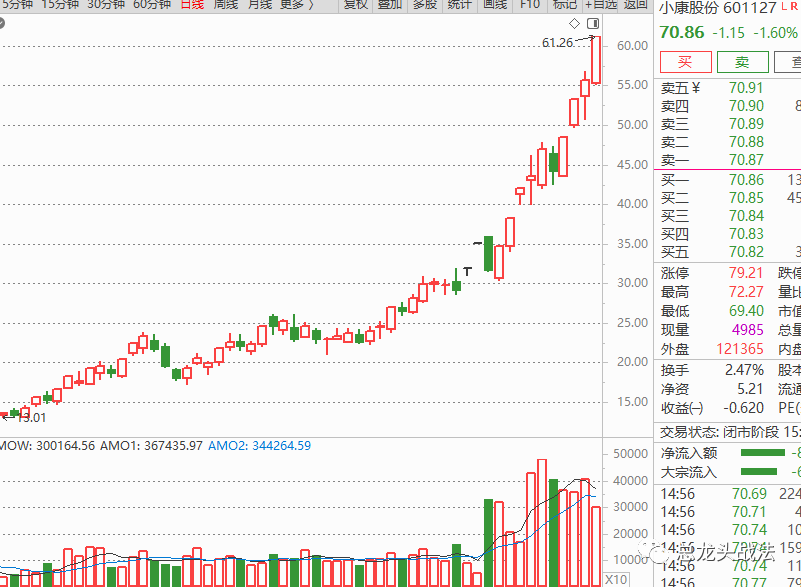 5分钟 15分钟 30分钟 60分钟 日线 周线 月线 更多 〉 复权 叠加 多股 统计 画线 F10 标记 +自选 返回
小康股份 601127 L R
70.86 -1.15 -1.60%
买 卖
61.26
60.00
55.00
50.00
45.00
40.00
35.00
30.00
25.00
20.00
15.00
13.01
卖五 ¥ 70.91
卖四 70.90 8
卖三 70.89
卖二 70.88
卖一 70.87
买一 70.86 13
买二 70.85 45
买三 70.84
买四 70.83
买五 70.82 3
涨停 79.21 跌停
最高 72.27 量比
最低 69.40 市值
现量 4985 总量
外盘 121365 内盘
换手 2.47% 股本
净资 5.21 流通
收益(一) -0.620 PE(
交易状态: 闭市阶段 15:
净流入额 -8
大宗流入 -6
MOW: 300164.56 AMO1: 367435.97 AMO2: 344264.59
50000
40000
30000
20000
10000
X10
14:56 70.69 224
14:56 70.71 4
14:56 70.74 10
14:56 159
14:56 70.74 11
14:56 70.77
龙头战法